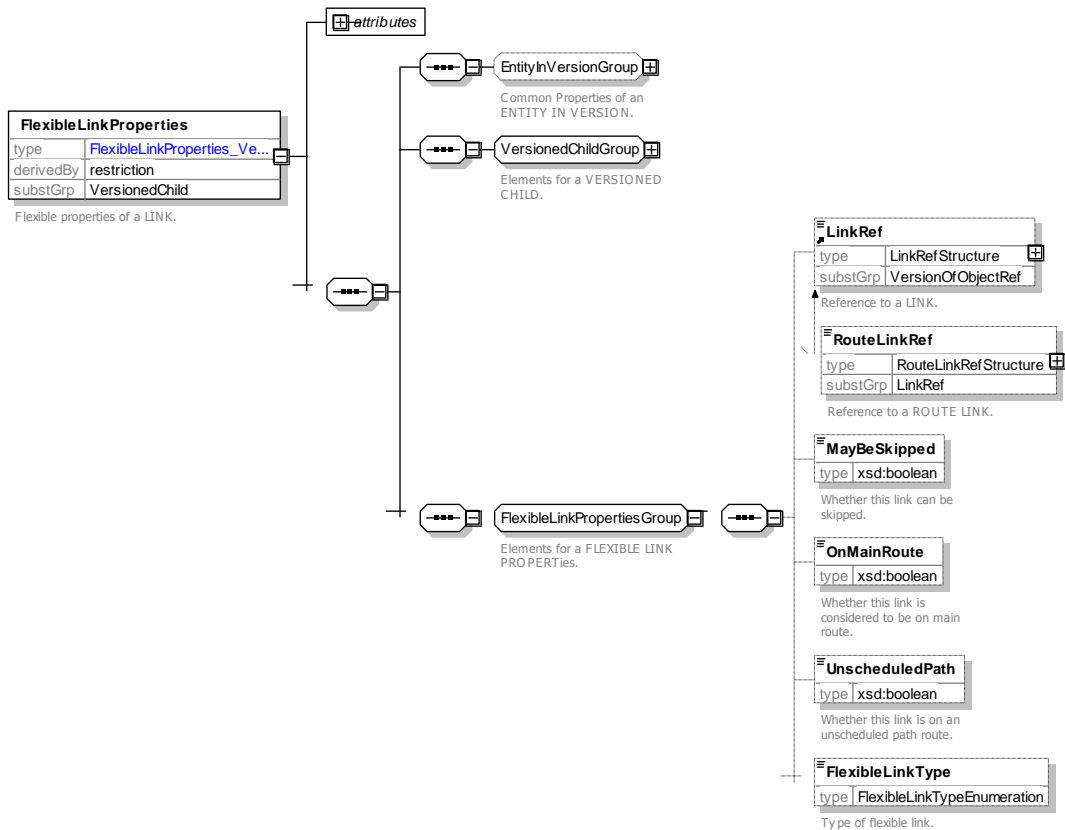 attributes
EntityInVersionGroup
Common Properties of an
ENTITY IN VERSION.
FlexibleLinkProperties
type FlexibleLinkProperties_Ve...
derivedBy restriction
substGrp VersionedChild
Flexible properties of a LINK.
VersionedChildGroup
Elements for a VERSIONED
CHILD.
LinkRef
type LinkRefStructure
substGrp VersionOfObjectRef
Reference to a LINK.
RouteLinkRef
type RouteLinkRefStructure
substGrp LinkRef
Reference to a ROUTE LINK.
MayBeSkipped
type xsd:boolean
Whether this link can be
skipped.
FlexibleLinkPropertiesGroup
Elements for a FLEXIBLE LINK
PROPERTies.
OnMainRoute
type xsd:boolean
Whether this link is
considered to be on main
route.
UnscheduledPath
type xsd:boolean
Whether this link is on an
unscheduled path route.
FlexibleLinkType
type FlexibleLinkTypeEnumeration
Type of flexible link.